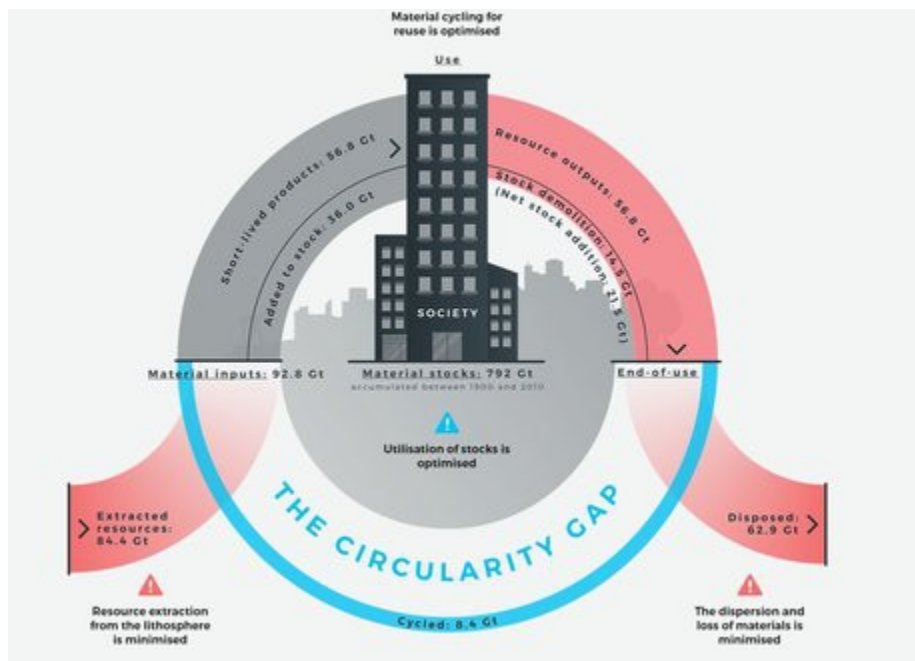 Material cycling for
reuse is optimised
Use
Short-lived products: 56.8 Gt
Added to stock: 36.0 Gt
Resource outputs: 56.8 Gt
Stock demolition: 14.5 Gt
(Net stock addition: 21.5 Gt)
SOCIETY
Material inputs: 92.8 Gt
Material stocks: 792 Gt
accumulated between 1900 and 2010
End-of-use
Utilisation of stocks is
optimised
THE CIRCULARITY GAP
Extracted
resources:
84.4 Gt
Disposed:
62.9 Gt
Resource extraction
from the lithosphere
is minimised
Cycled: 8.4 Gt
The dispersion and
loss of materials is
minimised